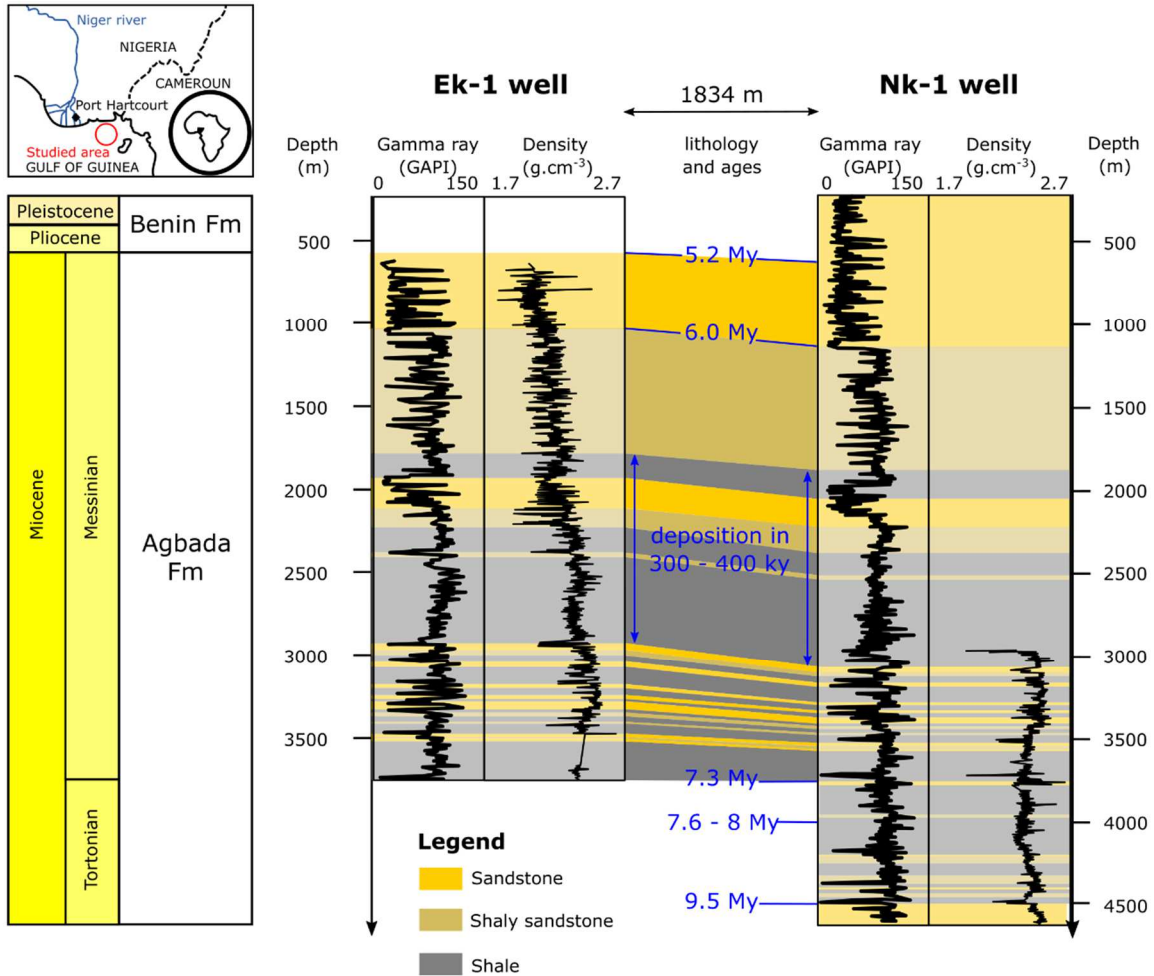 Niger river
NIGERIA
CAMEROUN
Port Hartcourt
Studied area
GULF OF GUINEA
Ek-1 well
1834 m
Nk-1 well
Depth
(m)
Gamma ray
(GAPI)
0 150
Density
(g.cm-3)
1.7 2.7
lithology
and ages
Gamma ray
(GAPI)
0 150
Density
(g.cm-3)
1.7 2.7
Depth
(m)
Pleistocene
Pliocene
Benin Fm
Miocene
Messinian
Tortonian
Agbada
Fm
500
1000
1500
2000
2500
3000
3500
5.2 My
6.0 My
deposition in
300 - 400 ky
7.3 My
7.6 - 8 My
9.5 My
500
1000
1500
2000
2500
3000
3500
4000
4500
Legend
Sandstone
Shaly sandstone
Shale